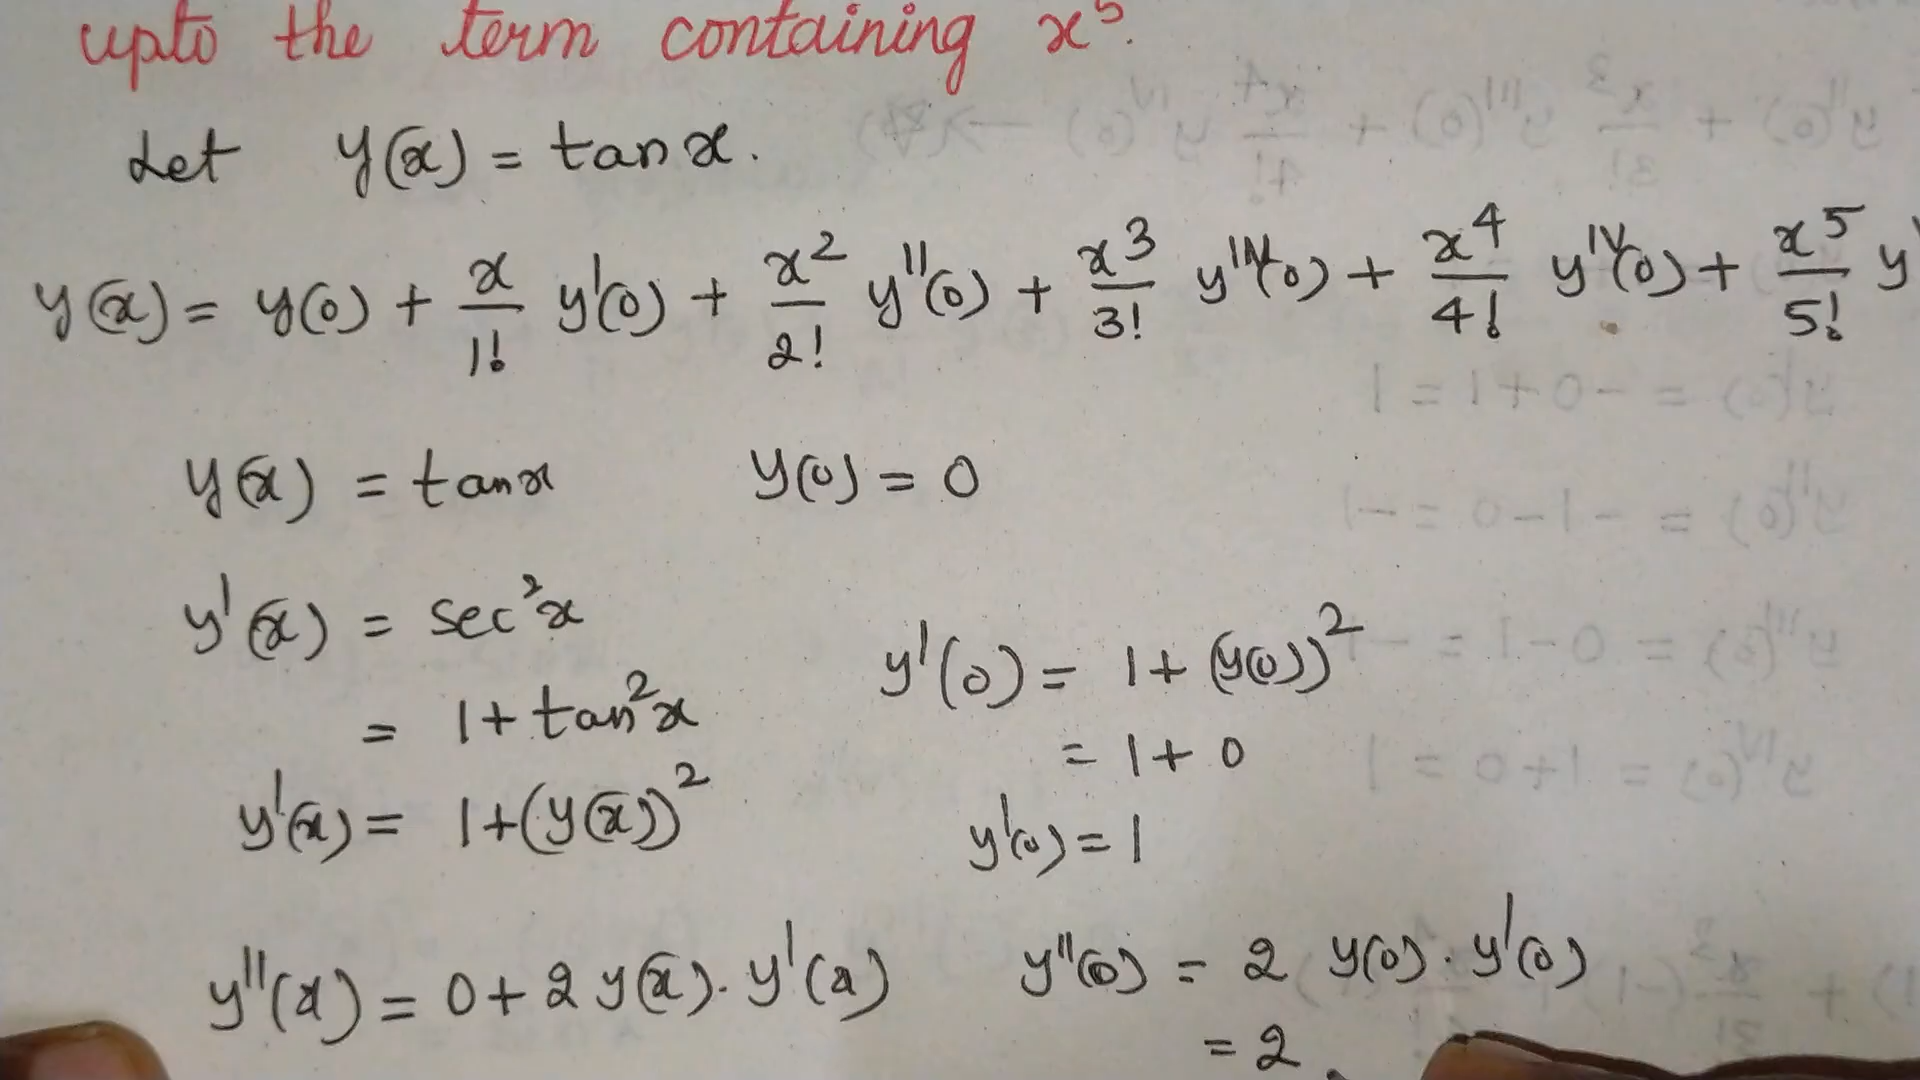 upto the term containing x⁵.
Let y(x) = tan x.
y(x) = y(0) + x/1! y'(0) + x²/2! y''(0) + x³/3! y'''(0) + x⁴/4! yⁱⱽ(0) + x⁵/5! y
y(x) = tan x y(0) = 0
y'(x) = sec²x
y'(0) = 1 + (y(0))²
= 1 + tan²x
= 1 + 0
y'(x) = 1 + (y(x))²
y'(0) = 1
y''(x) = 0 + 2 y(x) . y'(x) y''(0) = 2 y(0) . y'(0)
= 2